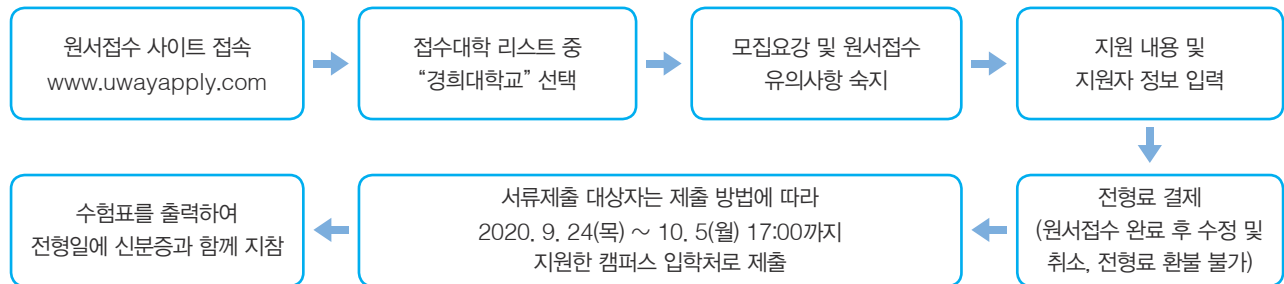 원서접수 사이트 접속
www.uwayapply.com
접수대학 리스트 중
“경희대학교” 선택
모집요강 및 원서접수
유의사항 숙지
지원 내용 및
지원자 정보 입력
전형료 결제
(원서접수 완료 후 수정 및
취소, 전형료 환불 불가)
서류제출 대상자는 제출 방법에 따라
2020. 9. 24(목) ~ 10. 5(월) 17:00까지
지원한 캠퍼스 입학처로 제출
수험표를 출력하여
전형일에 신분증과 함께 지참